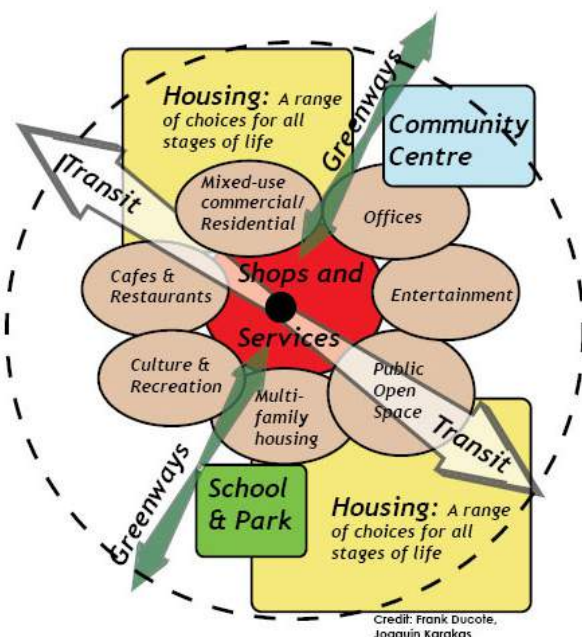 Housing: A range
of choices for all
stages of life
Greenways
Community
Centre
Transit
Mixed-use
commercial/
Residential
Offices
Shops and
Services
Cafes &
Restaurants
Entertainment
Culture &
Recreation
Public
Open
Space
Multi-
family
housing
Transit
Greenways
School
& Park
Housing: A range
of choices for all
stages of life
Credit: Frank Ducote,
Joaquin Karakas